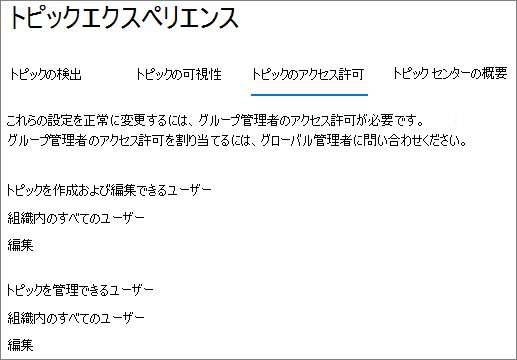 トピックエクスペリエンス
トピックの検出 トピックの可視性 トピックのアクセス許可 トピック センターの概要
これらの設定を正常に変更するには、グループ管理者のアクセス許可が必要です。
グループ管理者のアクセス許可を割り当てるには、グローバル管理者に問い合わせください。
トピックを作成および編集できるユーザー
組織内のすべてのユーザー
編集
トピックを管理できるユーザー
組織内のすべてのユーザー
編集